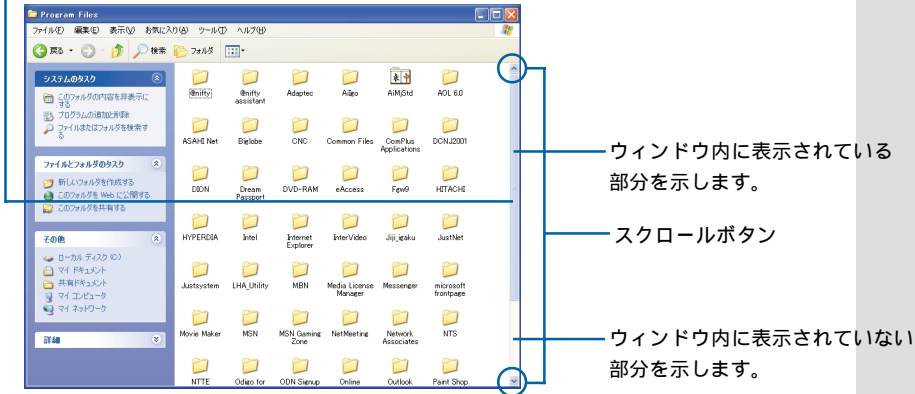 Program Files
ファイル(F) 編集(E) 表示(V) お気に入り(A) ツール(T) ヘルプ(H)
戻る 検索 フォルダ
システムのタスク
このフォルダの内容を非表示に
する
プログラムの追加と削除
ファイルまたはフォルダを検索す
る
ファイルとフォルダのタスク
新しいフォルダを作成する
このフォルダを Web に公開する
このフォルダを共有する
その他
ローカル ディスク (C)
マイ ドキュメント
共有ドキュメント
マイ コンピュータ
マイ ネットワーク
詳細
@nifty @nifty assistant Adaptec AiMjStd AOL 6.0
ASAHI Net Biglobe CNC Common Files ComPlus Applications DCNJ2001
DION Dream Passport DVD-RAM eAccess Fgw9 HITACHI
HYPERDIA Intel Internet Explorer InterVideo Jiji_igaku JustNet
Justsystem LHA_Utility MBN Media License Manager Messenger microsoft frontpage
Movie Maker MSN MSN Gaming Zone NetMeeting Network Associates NTS
NTTE Odigo for ODN Signup Online Outlook Paint Shop
ウィンドウ内に表示されている
部分を示します。
スクロールボタン
ウィンドウ内に表示されていない
部分を示します。